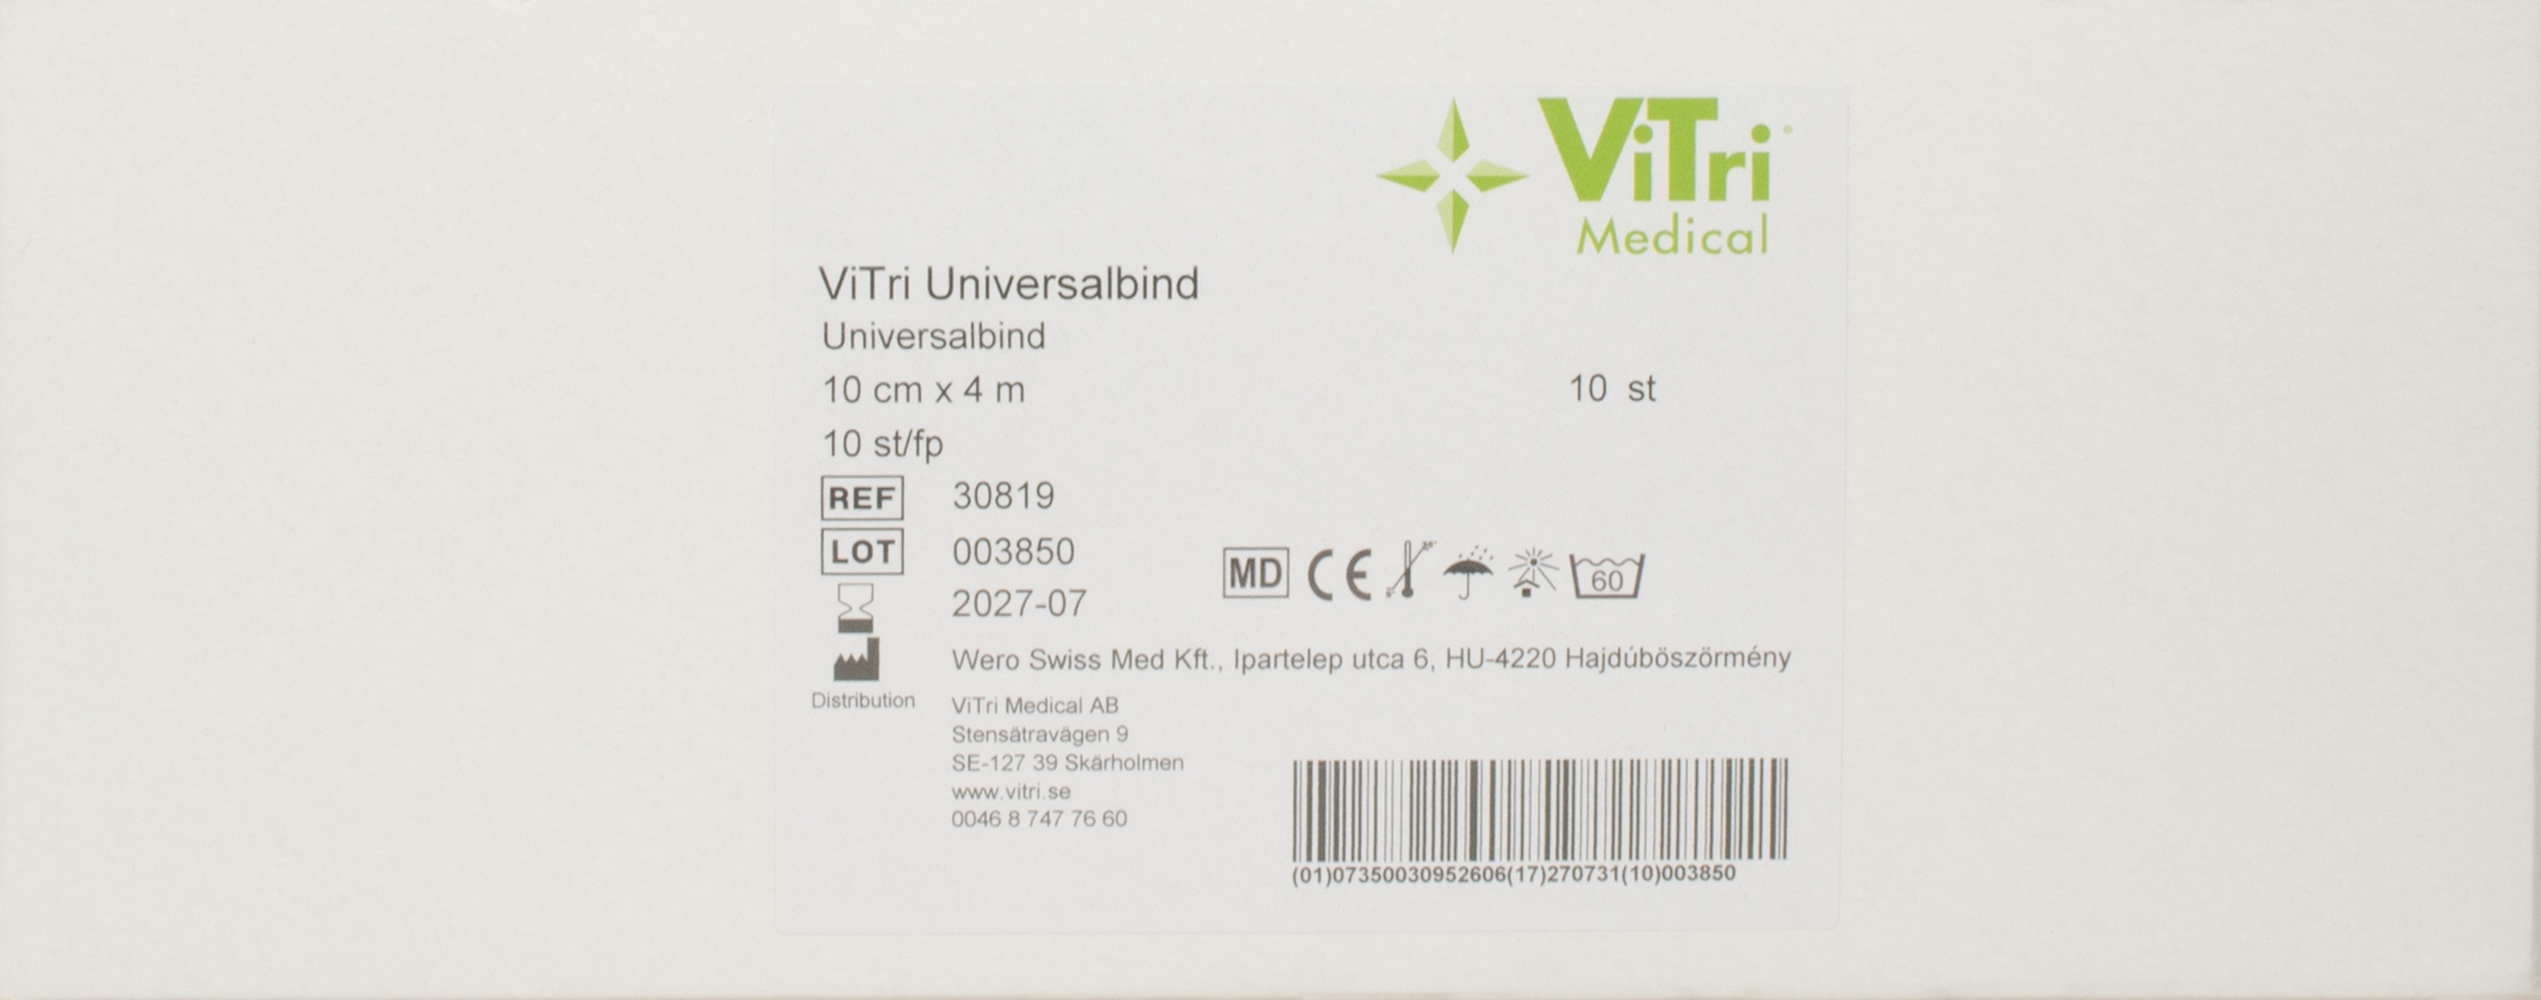 ViTri
Medical
ViTri Universalbind
Universalbind
10 cm x 4 m 10 st
10 st/fp
REF 30819
LOT 003850
MD CE 60
2027-07
Wero Swiss Med Kft., Ipartelep utca 6, HU-4220 Hajdúböszörmény
Distribution ViTri Medical AB
Stensätravägen 9
SE-127 39 Skärholmen
www.vitri.se
0046 8 747 76 60
(01)07350030952606(17)270731(10)003850